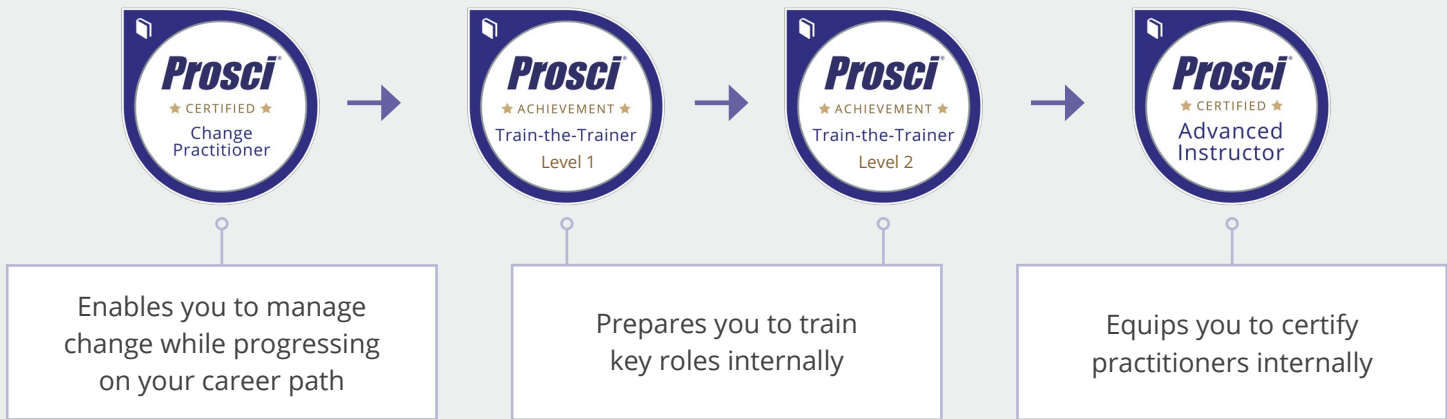 Prosci®
★ CERTIFIED ★
Change
Practitioner
Prosci®
★ ACHIEVEMENT ★
Train-the-Trainer
Level 1
Prosci®
★ ACHIEVEMENT ★
Train-the-Trainer
Level 2
Prosci®
★ CERTIFIED ★
Advanced
Instructor
Enables you to manage
change while progressing
on your career path
Prepares you to train
key roles internally
Equips you to certify
practitioners internally